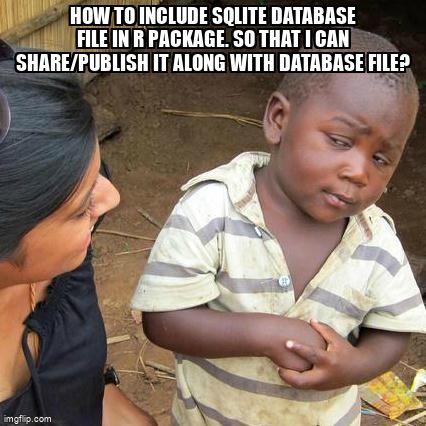 HOW TO INCLUDE SQLITE DATABASE
FILE IN R PACKAGE. SO THAT I CAN
SHARE/PUBLISH IT ALONG WITH DATABASE FILE?
imgflip.com